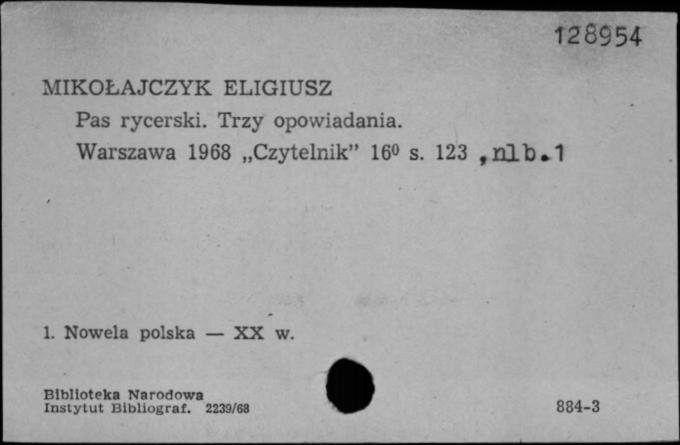 128954
MIKOŁAJCZYK ELIGIUSZ
Pas rycerski. Trzy opowiadania.
Warszawa 1968 „Czytelnik” 16⁰ s. 123 ,nlb.1
1. Nowela polska — XX w.
Biblioteka Narodowa
Instytut Bibliograf. 2239/68
884-3